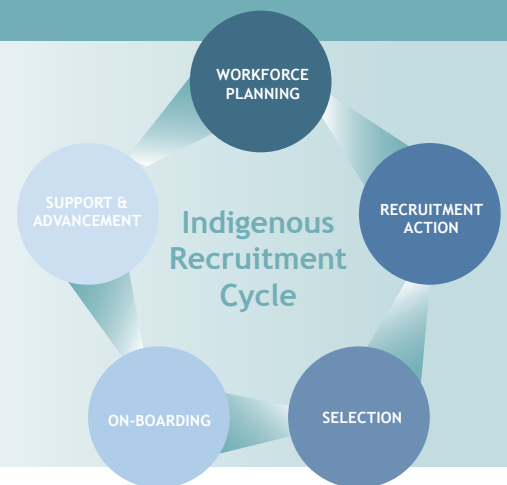 WORKFORCE
PLANNING
SUPPORT &
ADVANCEMENT
RECRUITMENT
ACTION
Indigenous
Recruitment
Cycle
ON-BOARDING
SELECTION